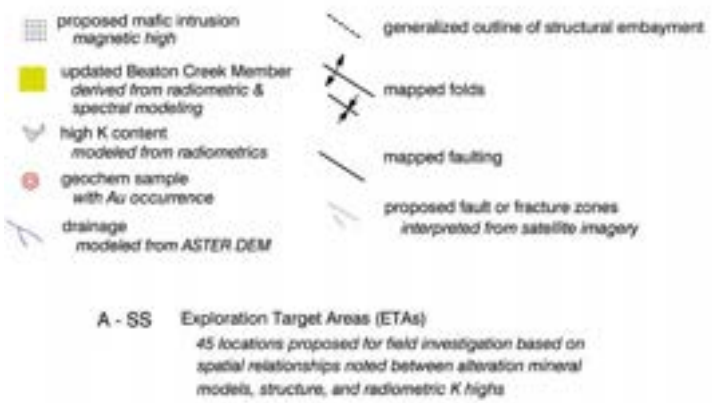 proposed mafic intrusion
magnetic high
updated Beaton Creek Member
derived from radiometric &
spectral modeling
high K content
modeled from radiometrics
geochem sample
with Au occurrence
drainage
modeled from ASTER DEM
generalized outline of structural embayment
mapped folds
mapped faulting
proposed fault or fracture zones
interpreted from satellite imagery
A - SS Exploration Target Areas (ETAs)
45 locations proposed for field investigation based on
spatial relationships noted between alteration mineral
models, structure, and radiometric K highs